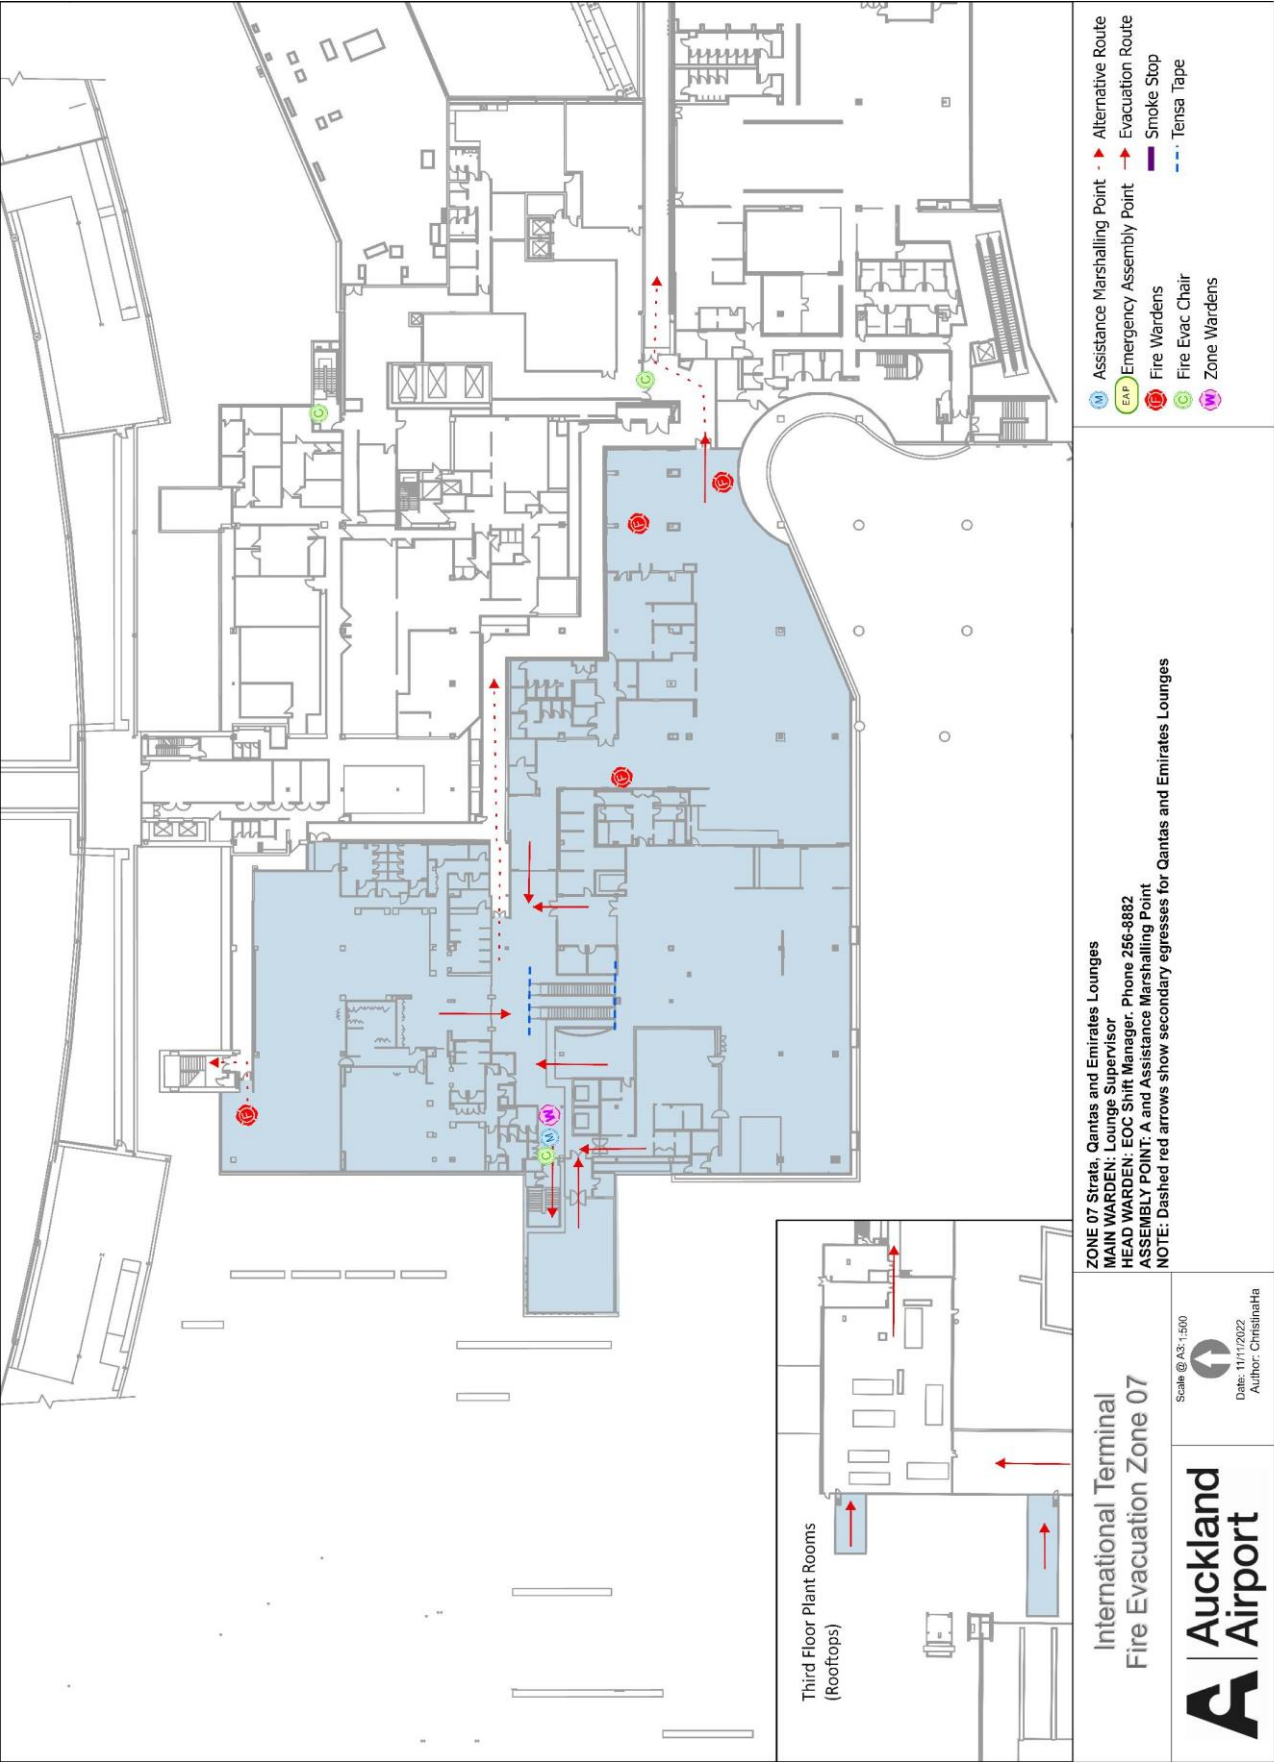 Third Floor Plant Rooms
(Rooftops)
C
C
F
F
F
F
W
M
C
International Terminal
Fire Evacuation Zone 07
A Auckland
Airport
Scale @ A3: 1:500
Date: 11/11/2022
Author: ChristinaHa
ZONE 07 Strata, Qantas and Emirates Lounges
MAIN WARDEN: Lounge Supervisor
HEAD WARDEN: EOC Shift Manager. Phone 256-8882
ASSEMBLY POINT: A and Assistance Marshalling Point
NOTE: Dashed red arrows show secondary egresses for Qantas and Emirates Lounges
M Assistance Marshalling Point
EAP Emergency Assembly Point
F Fire Wardens
C Fire Evac Chair
W Zone Wardens
Alternative Route
Evacuation Route
Smoke Stop
Tensa Tape